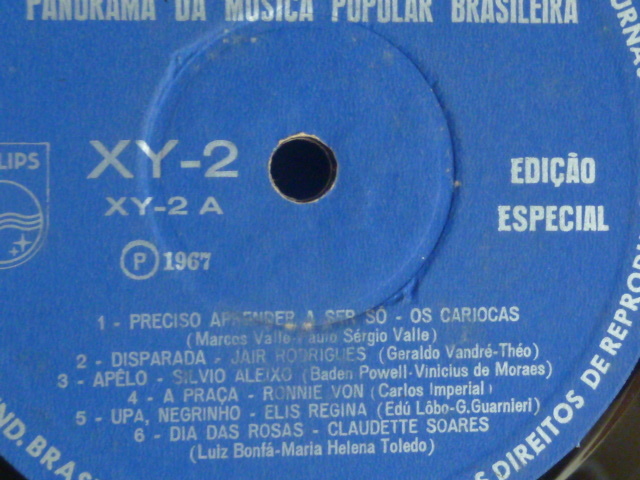 PANORAMA DA MÚSICA POPULAR BRASILEIRA
XY-2
XY-2 A
P 1967
LIPS
EDIÇÃO
ESPECIAL
1 - PRECISO APRENDER A SER SÓ - OS CARIOCAS
(Marcos Valle-Paulo Sérgio Valle)
2 - DISPARADA - JAIR RODRIGUES (Geraldo Vandré-Théo)
3 - APÊLO - SILVIO ALEIXO (Baden Powell-Vinicius de Moraes)
4 - A PRAÇA - RONNIE VON (Carlos Imperial)
5 - UPA, NEGRINHO - ELIS REGINA (Edú Lôbo-G.Guarnieri)
6 - DIA DAS ROSAS - CLAUDETTE SOARES
(Luiz Bonfá-Maria Helena Toledo)
IND. BRAS
S DIREITOS DE REPRODU
URNAC